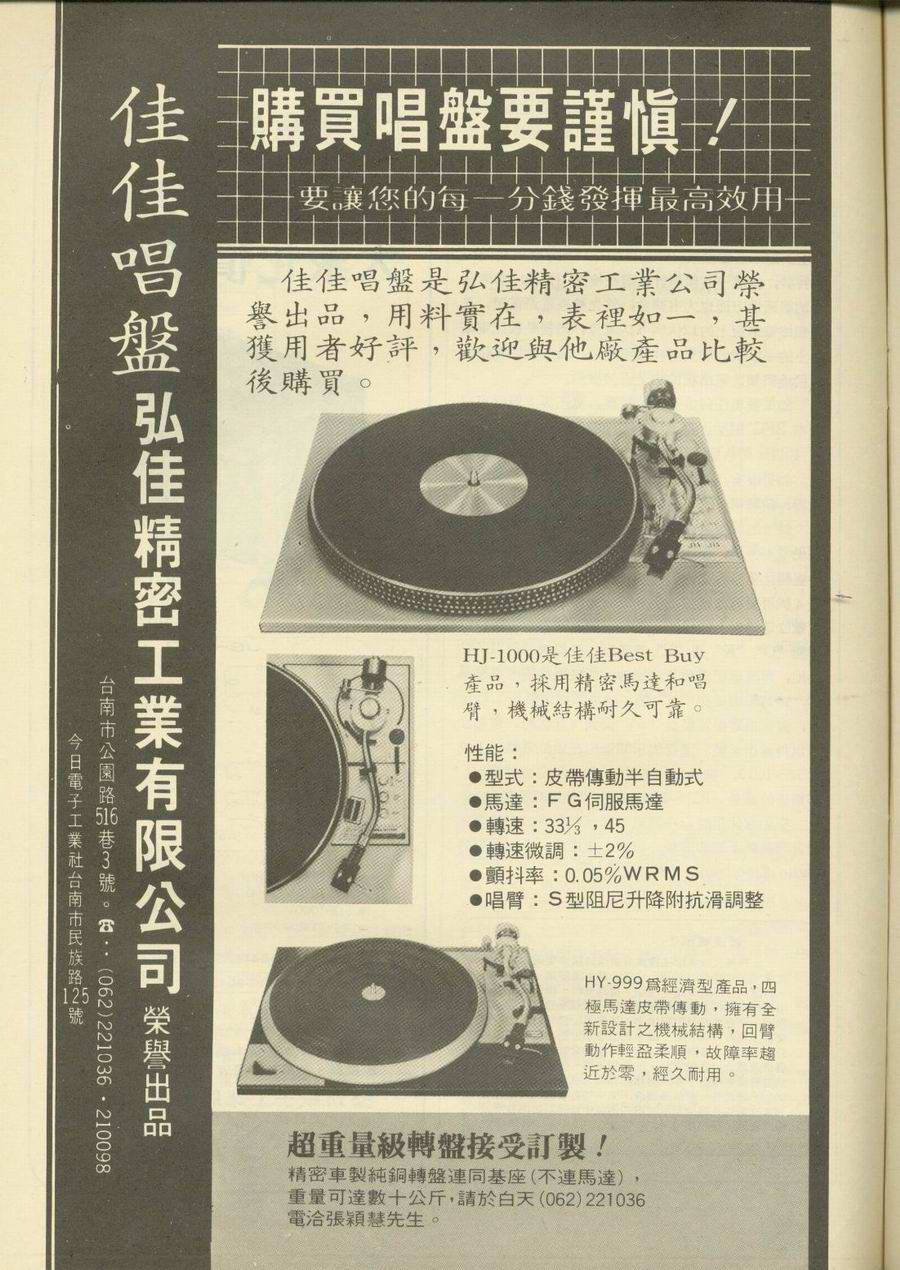 購買唱盤要謹愼！
要讓您的每一分錢發揮最高效用
佳佳唱盤是弘佳精密工業公司榮
譽出品，用料實在，表裡如一，甚
獲用者好評，歡迎與他廠產品比較
後購買。
HJ-1000是佳佳Best Buy
產品，採用精密馬達和唱
臂，機械結構耐久可靠。
性能：
●型式：皮帶傳動半自動式
●馬達：ＦＧ伺服馬達
●轉速：33⅓，45
●轉速微調：±2%
●顫抖率：0.05%WRMS
●唱臂：S型阻尼升降附抗滑調整
HY-999爲經濟型產品，四
極馬達皮帶傳動，擁有全
新設計之機械結構，回臂
動作輕盈柔順，故障率趨
近於零，經久耐用。
超重量級轉盤接受訂製！
精密車製純銅轉盤連同基座(不連馬達)，
重量可達數十公斤，請於白天(062)221036
電洽張穎慧先生。
佳佳唱盤弘佳精密工業有限公司榮譽出品
台南市公園路516巷3號。☎：(062)221036・210098
今日電子工業社台南市民族路125號